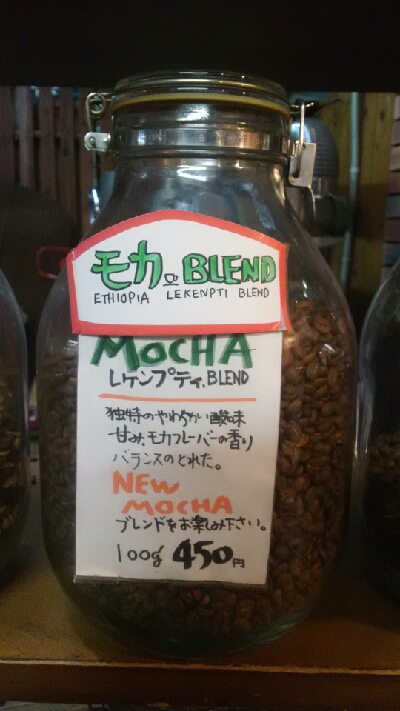 モカ BLEND
ETHIOPIA LEKENPTI BLEND
MOCHA
レケンプティ.BLEND
独特のやわらかい酸味
甘み、モカフレーバーの香り
バランスのとれた。
NEW
MOCHA
ブレンドをお楽しみ下さい。
100g 450円